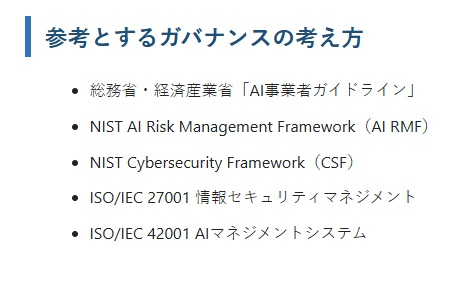 参考とするガバナンスの考え方
総務省・経済産業省「AI事業者ガイドライン」
NIST AI Risk Management Framework（AI RMF）
NIST Cybersecurity Framework（CSF）
ISO/IEC 27001 情報セキュリティマネジメント
ISO/IEC 42001 AIマネジメントシステム